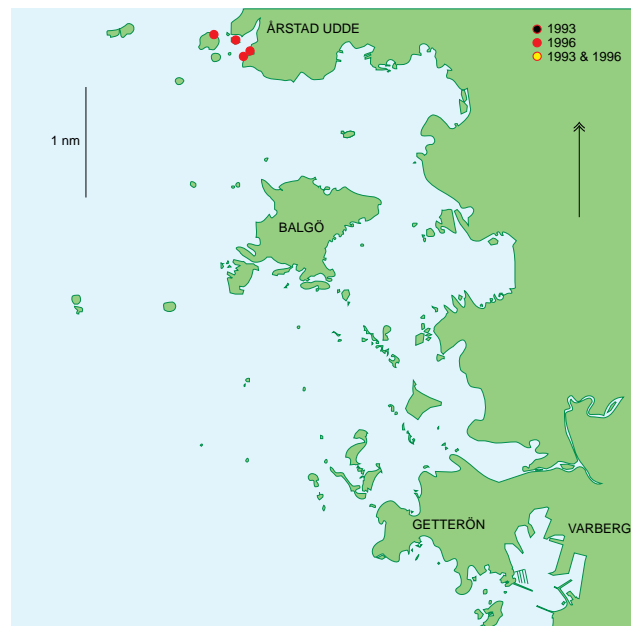 ÅRSTAD UDDE
1993
1996
1993 & 1996
1 nm
BALGÖ
GETTERÖN
VARBERG